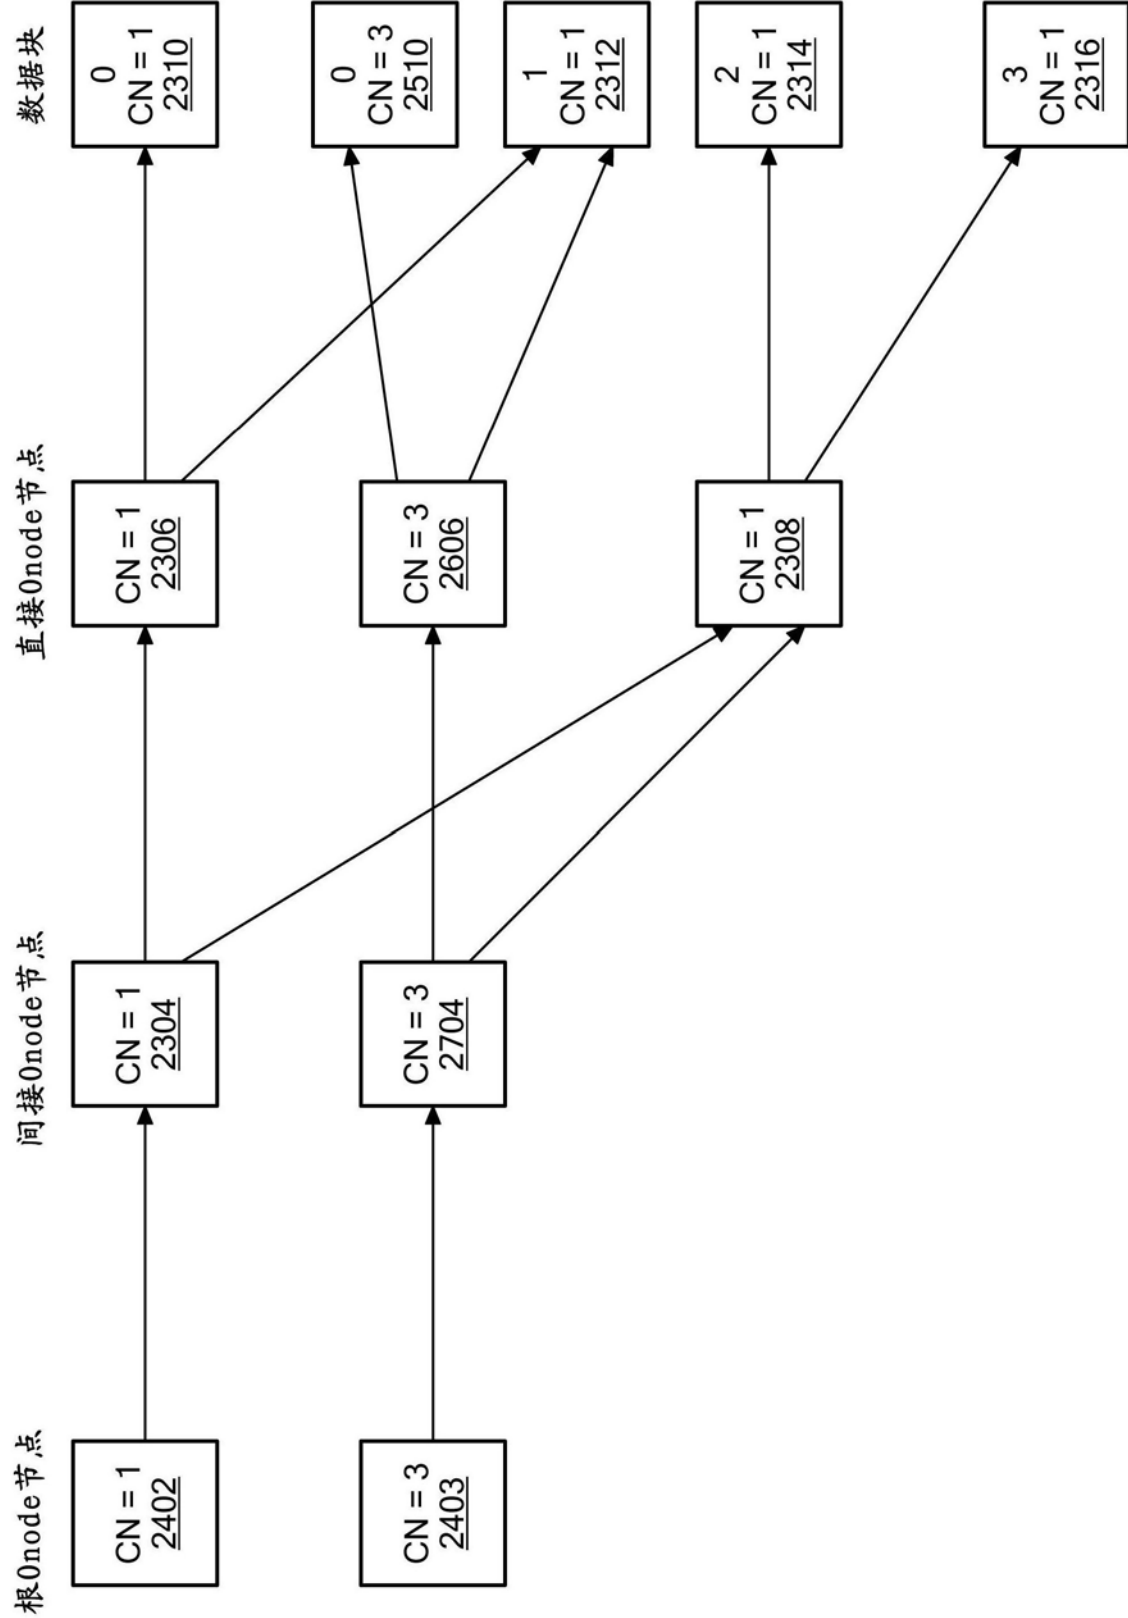 根Onode节点
间接Onode节点
直接Onode节点
数据块
CN = 1
2402
CN = 1
2304
CN = 1
2306
0
CN = 1
2310
CN = 3
2403
CN = 3
2704
CN = 3
2606
0
CN = 3
2510
1
CN = 1
2312
CN = 1
2308
2
CN = 1
2314
3
CN = 1
2316